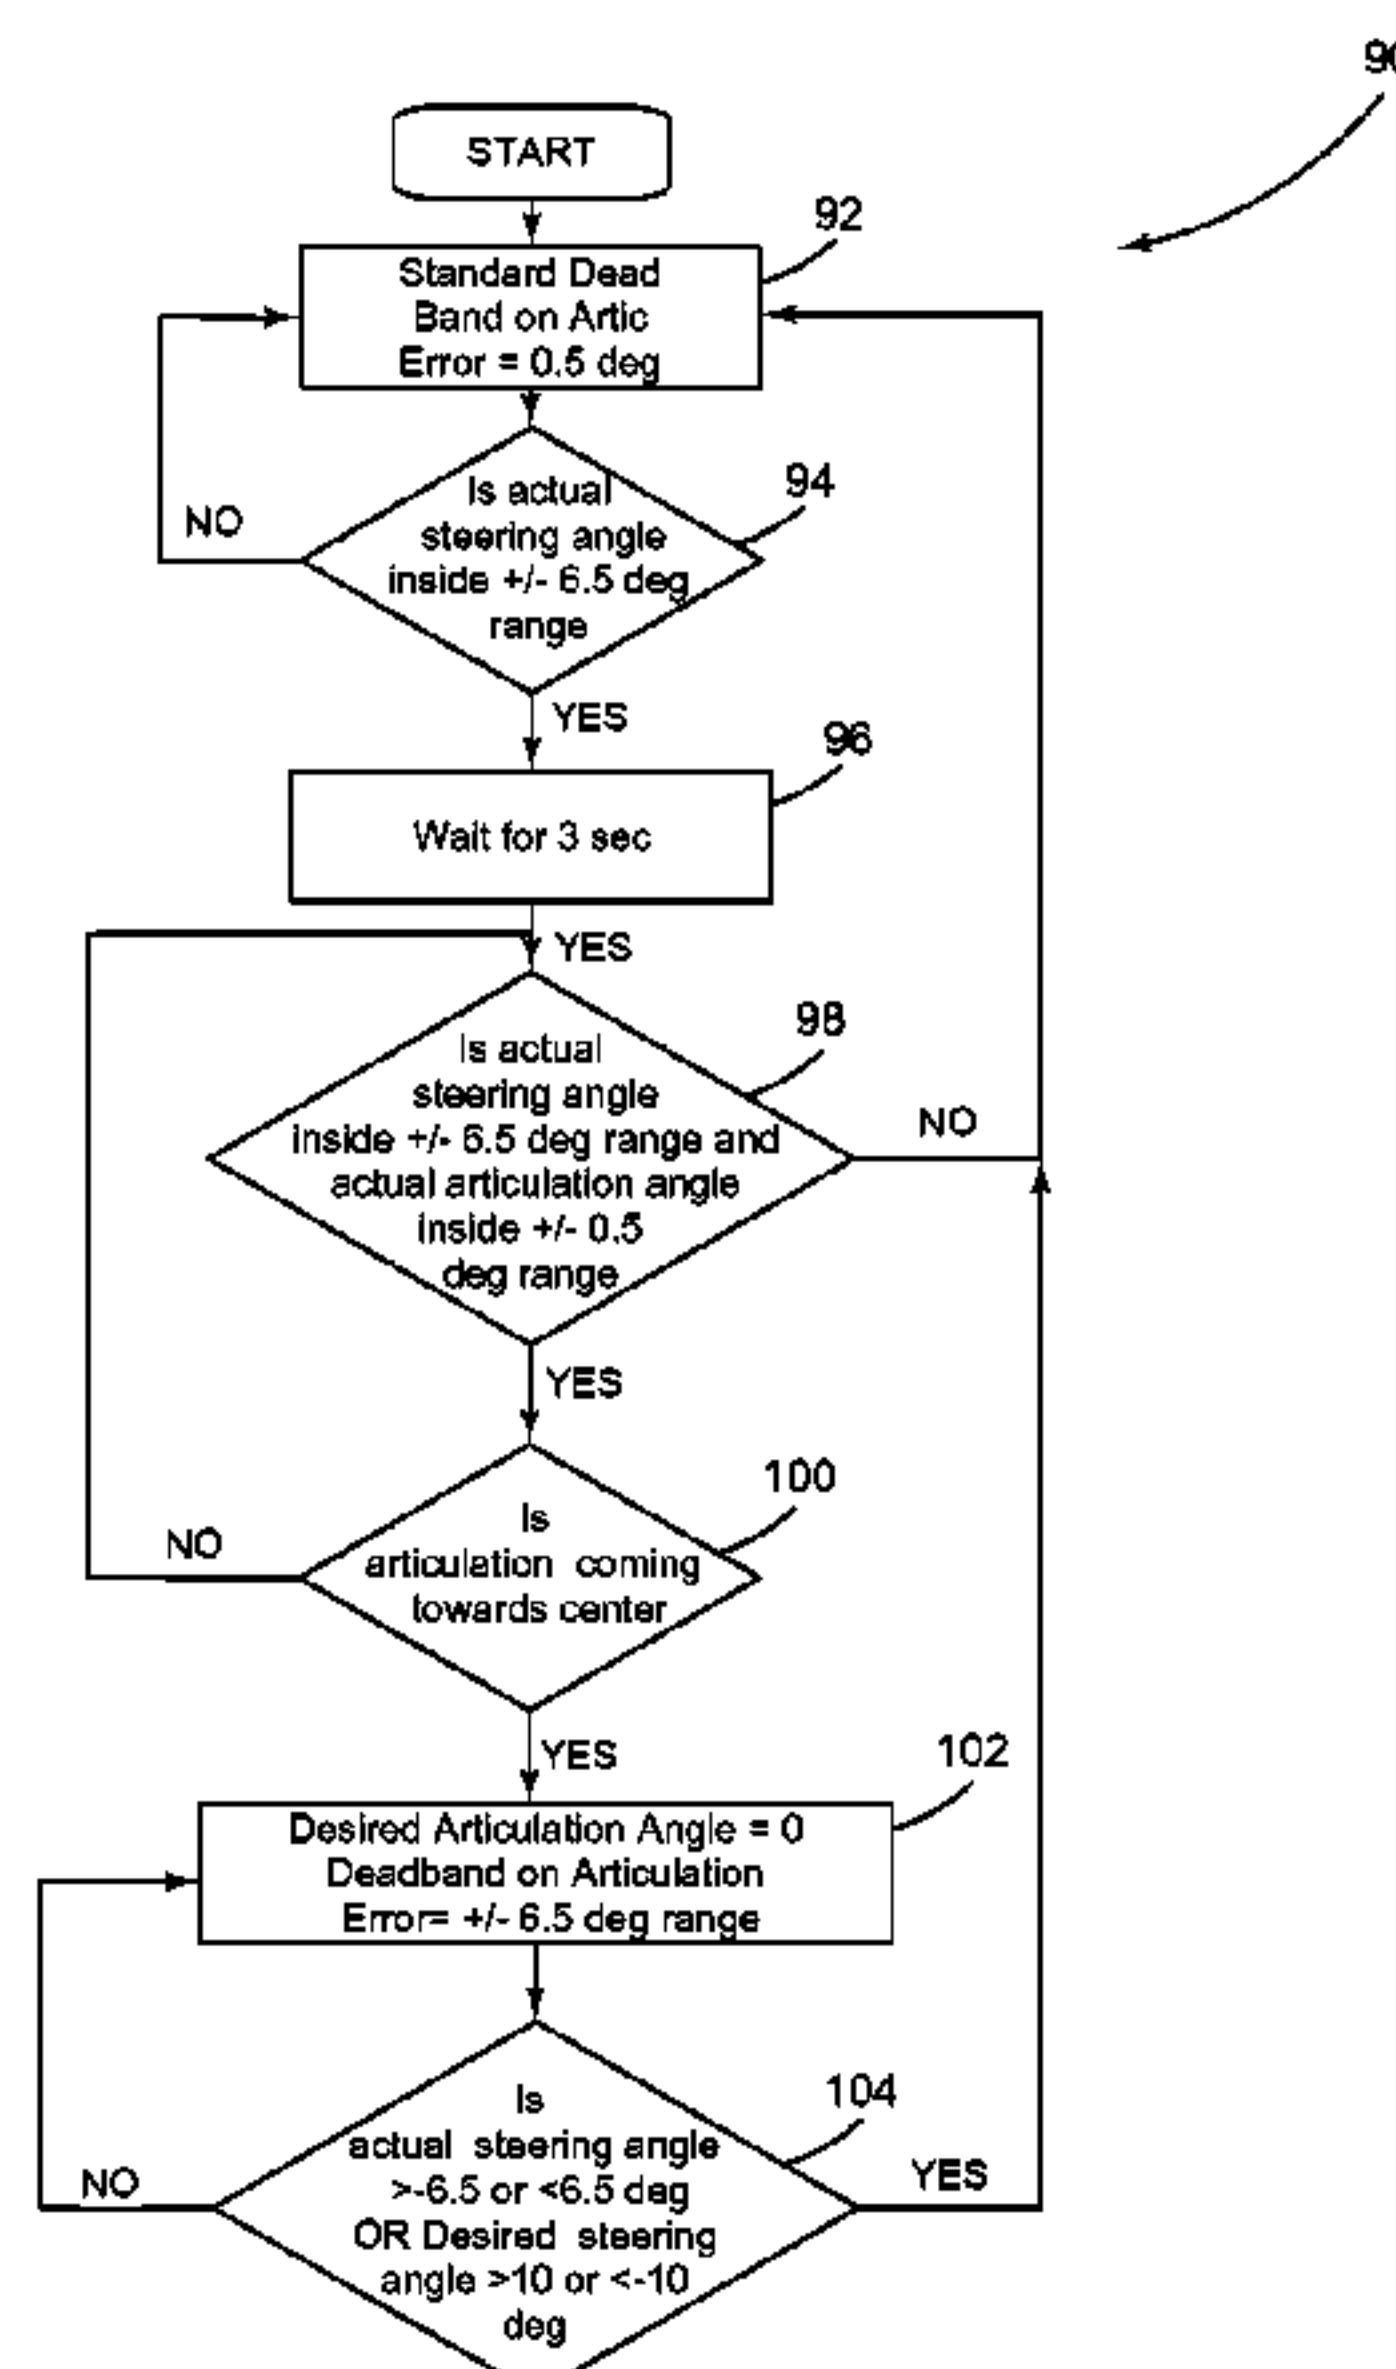 90
START
92
Standard Dead
Band on Artic
Error = 0.5 deg
94
Is actual
steering angle
inside +/- 6.5 deg
range
NO
YES
96
Wait for 3 sec
YES
98
Is actual
steering angle
inside +/- 6.5 deg range and
actual articulation angle
inside +/- 0.5
deg range
NO
YES
100
Is
articulation coming
towards center
NO
YES
102
Desired Articulation Angle = 0
Deadband on Articulation
Error= +/- 6.5 deg range
104
Is
actual steering angle
>-6.5 or <6.5 deg
OR Desired steering
angle >10 or <-10
deg
NO
YES